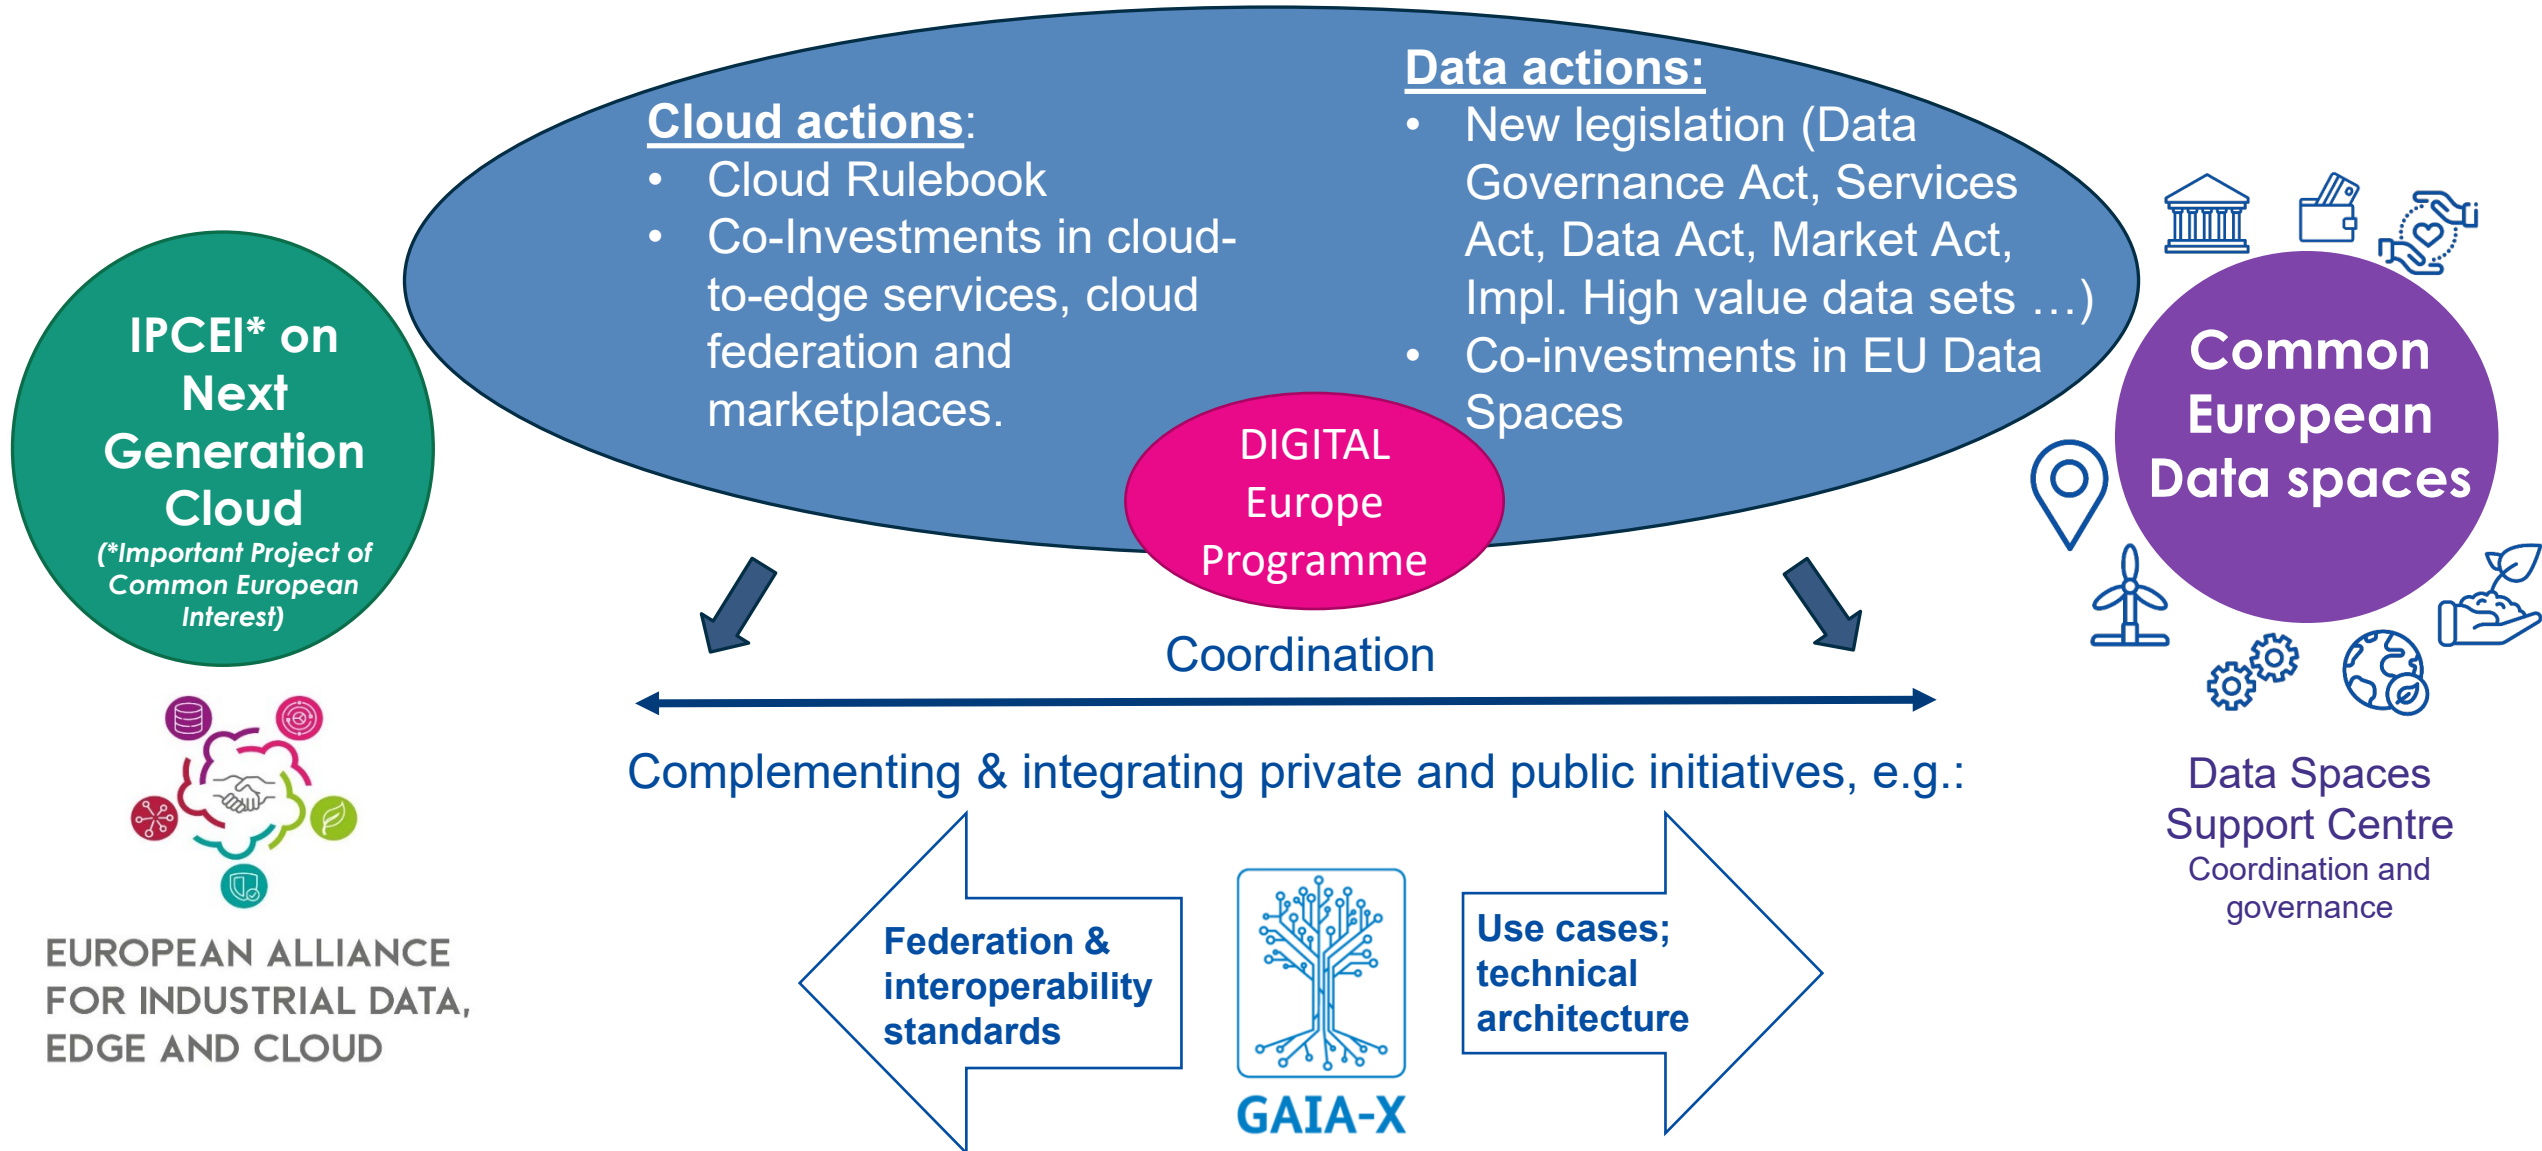 Cloud actions:
• Cloud Rulebook
• Co-Investments in cloud-
to-edge services, cloud
federation and
marketplaces.
Data actions:
• New legislation (Data
Governance Act, Services
Act, Data Act, Market Act,
Impl. High value data sets …)
• Co-investments in EU Data
Spaces
DIGITAL
Europe
Programme
IPCEI* on
Next
Generation
Cloud
(*Important Project of
Common European
Interest)
EUROPEAN ALLIANCE
FOR INDUSTRIAL DATA,
EDGE AND CLOUD
Coordination
Complementing & integrating private and public initiatives, e.g.:
Federation &
interoperability
standards
GAIA-X
Use cases;
technical
architecture
Common
European
Data spaces
Data Spaces
Support Centre
Coordination and
governance